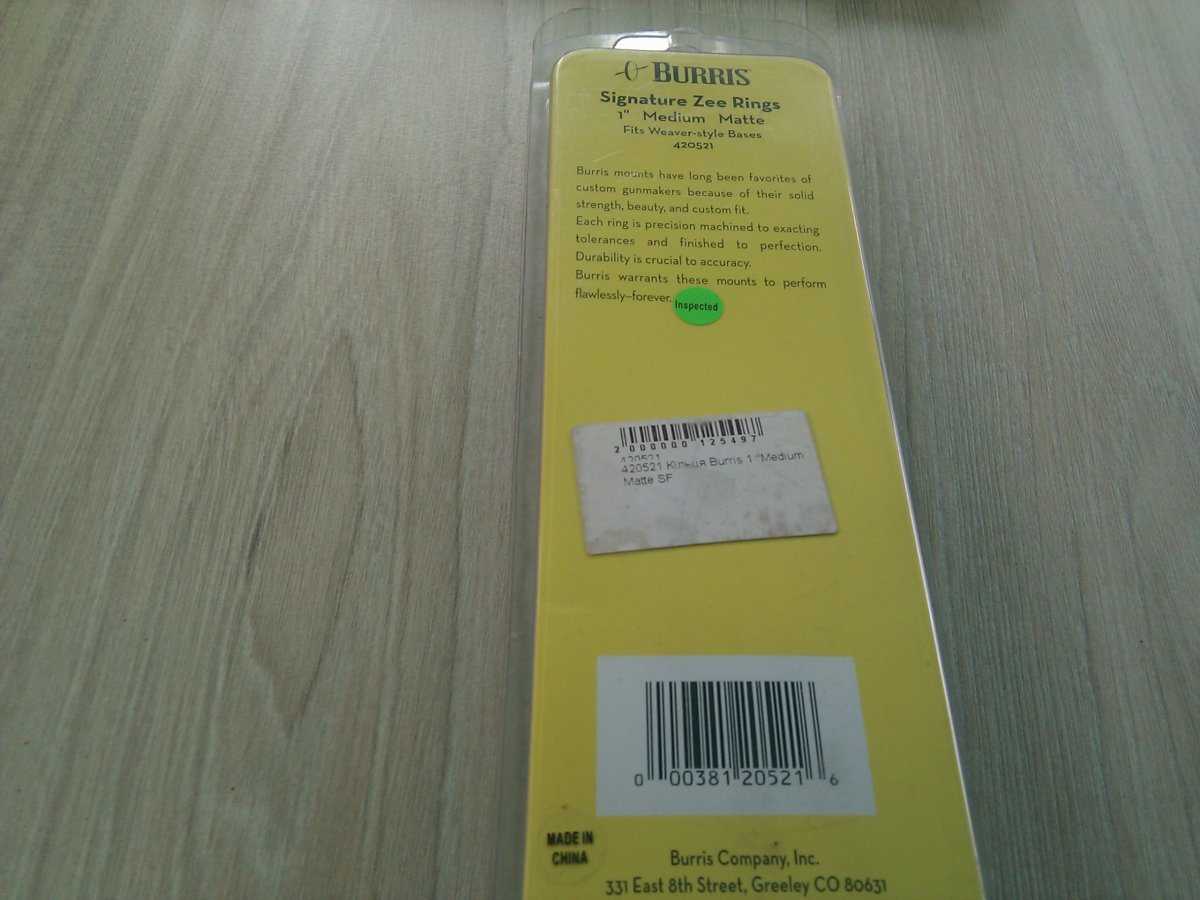 BURRIS
Signature Zee Rings
1" Medium Matte
Fits Weaver-style Bases
420521
Burris mounts have long been favorites of
custom gunmakers because of their solid
strength, beauty, and custom fit.
Each ring is precision machined to exacting
tolerances and finished to perfection.
Durability is crucial to accuracy.
Burris warrants these mounts to perform
flawlessly--forever.
Inspected
2 000000 125497
420521
420521 Кільця Burris 1 "Medium
Matte SF
0 00381 20521 6
MADE IN
CHINA
Burris Company, Inc.
331 East 8th Street, Greeley CO 80631